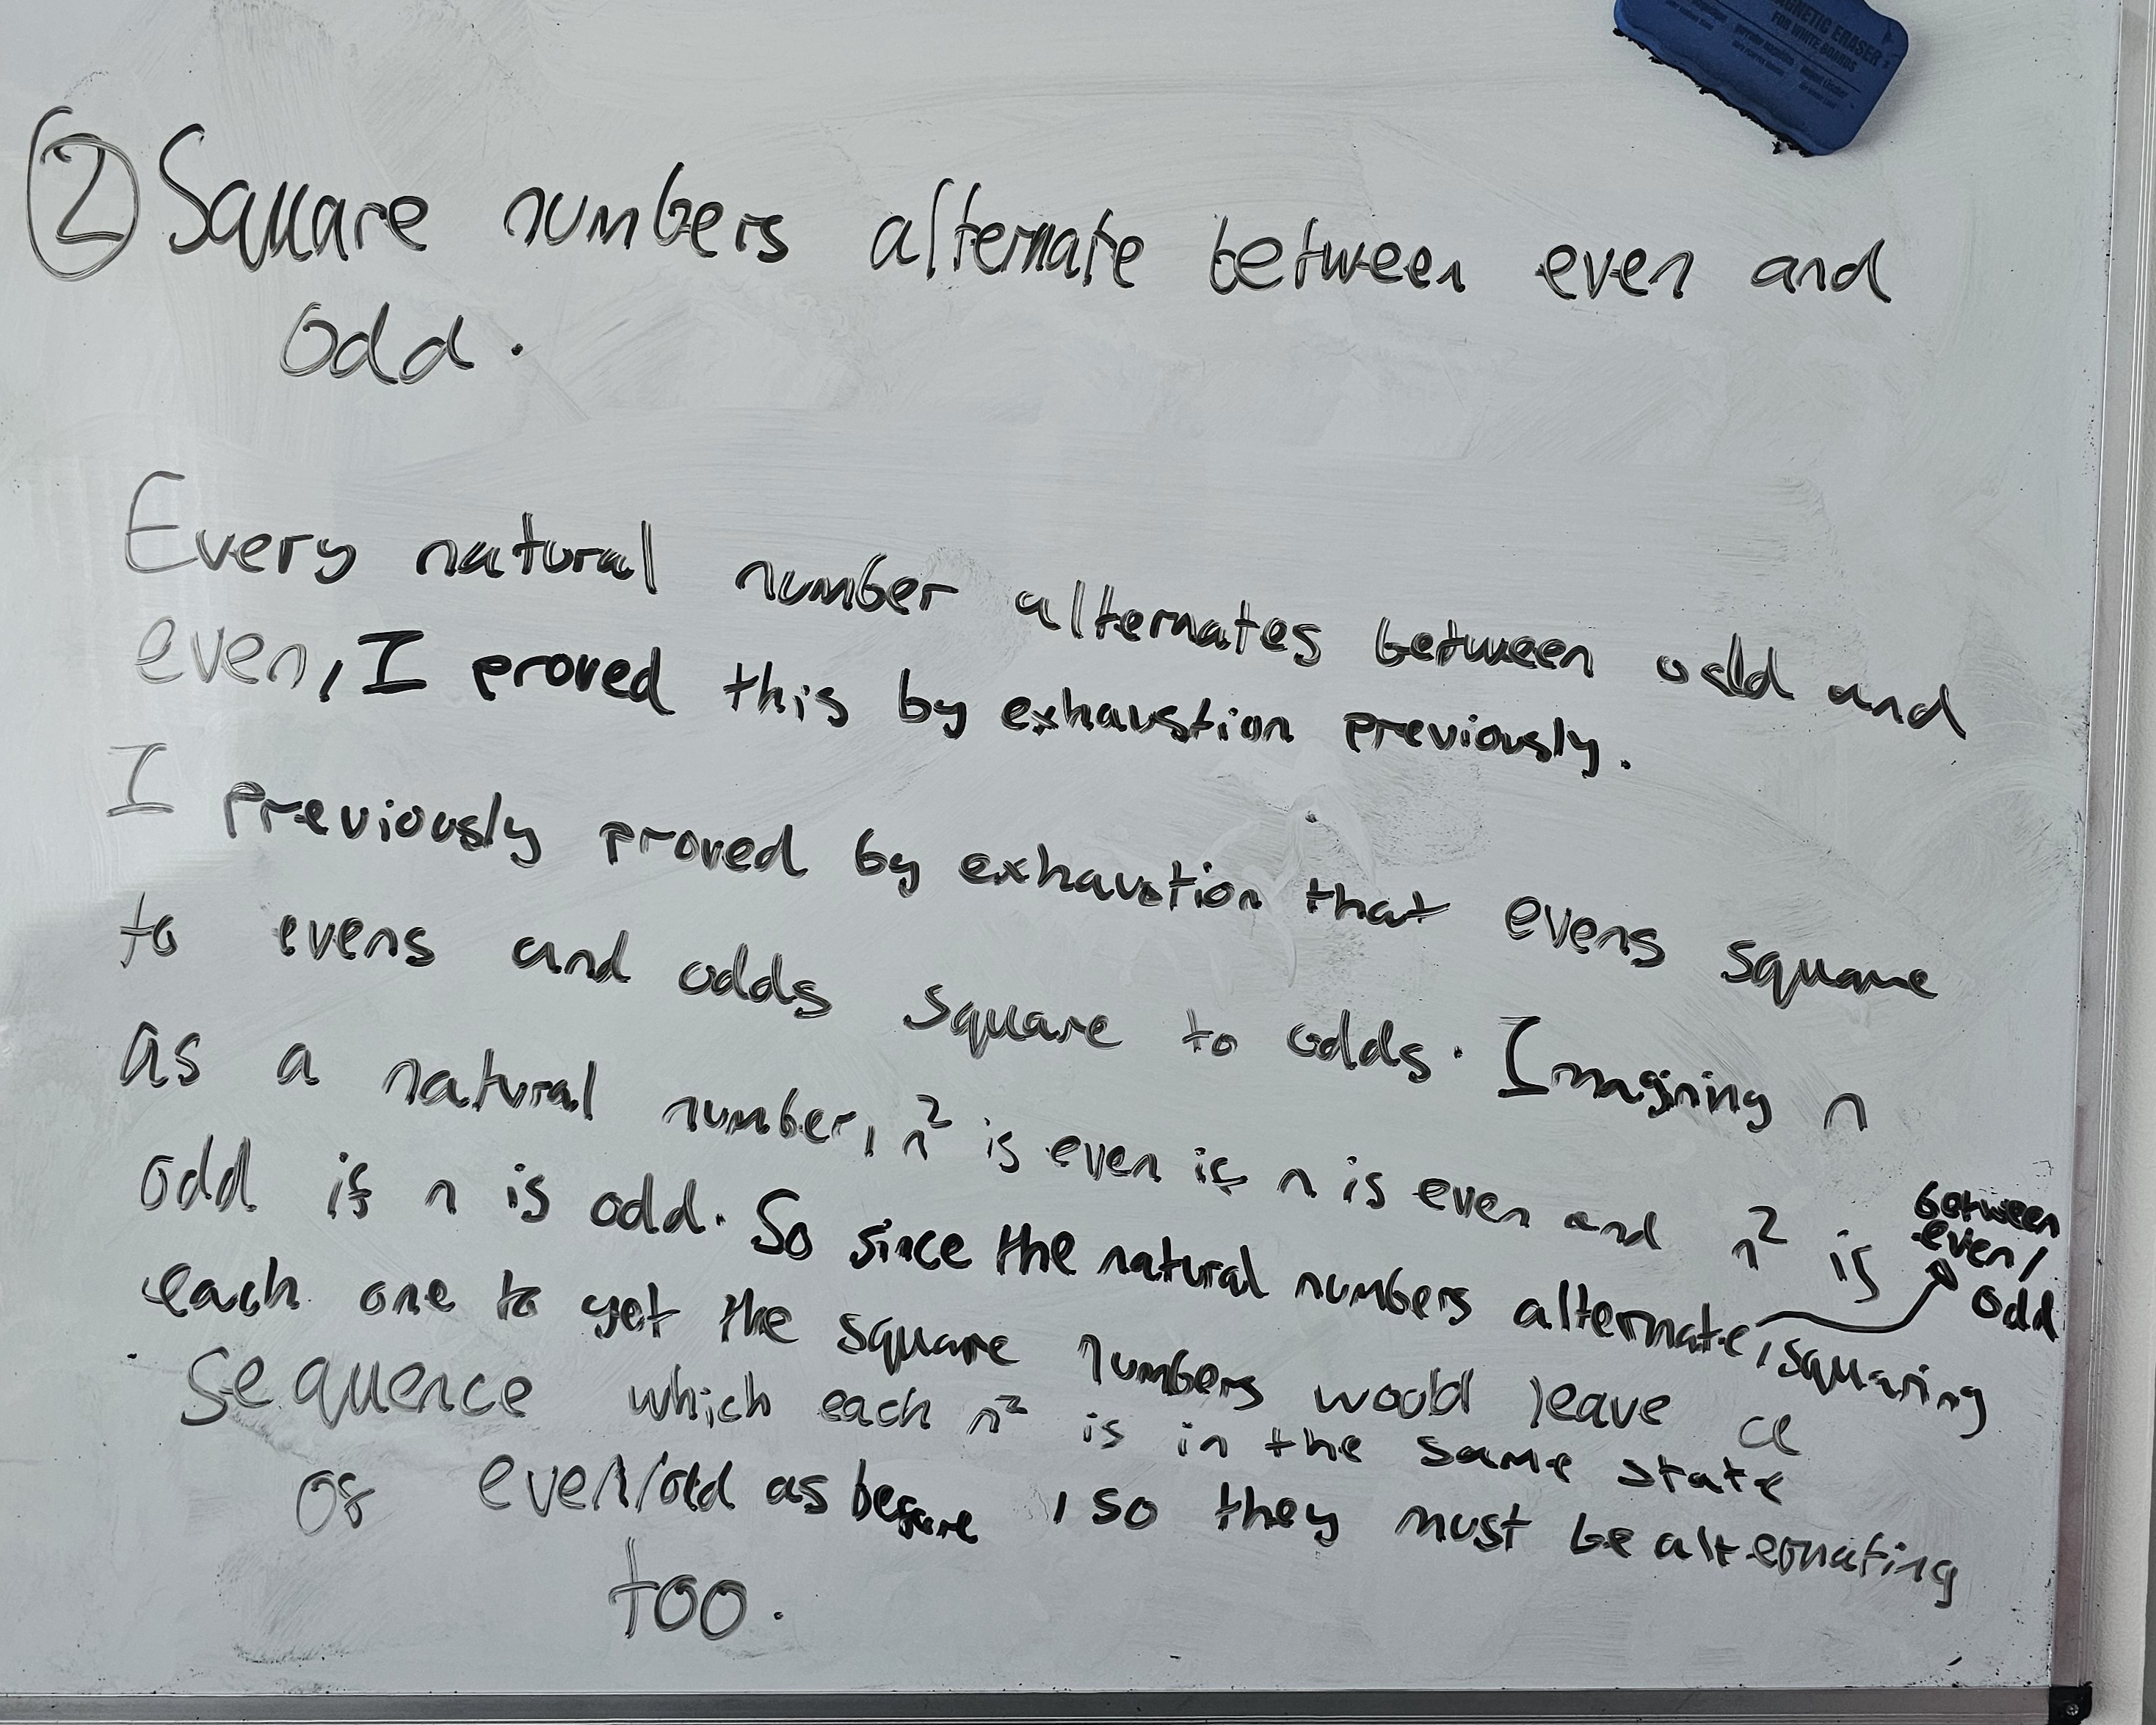 MAGNETIC ERASER
FOR WHITE BOARDS
② Square numbers alternate between even and
odd.
Every natural number alternates between odd and
even, I proved this by exhaustion previously.
I previously proved by exhaustion that evens square
to evens and odds square to odds. Imagining n
as a natural number, n² is even if n is even and n² is
odd if n is odd. So since the natural numbers alternate, squaring
between
even/
odd
each one to get the square numbers would leave a
sequence which each n² is in the same state
of even/odd as before, so they must be alternating
too.